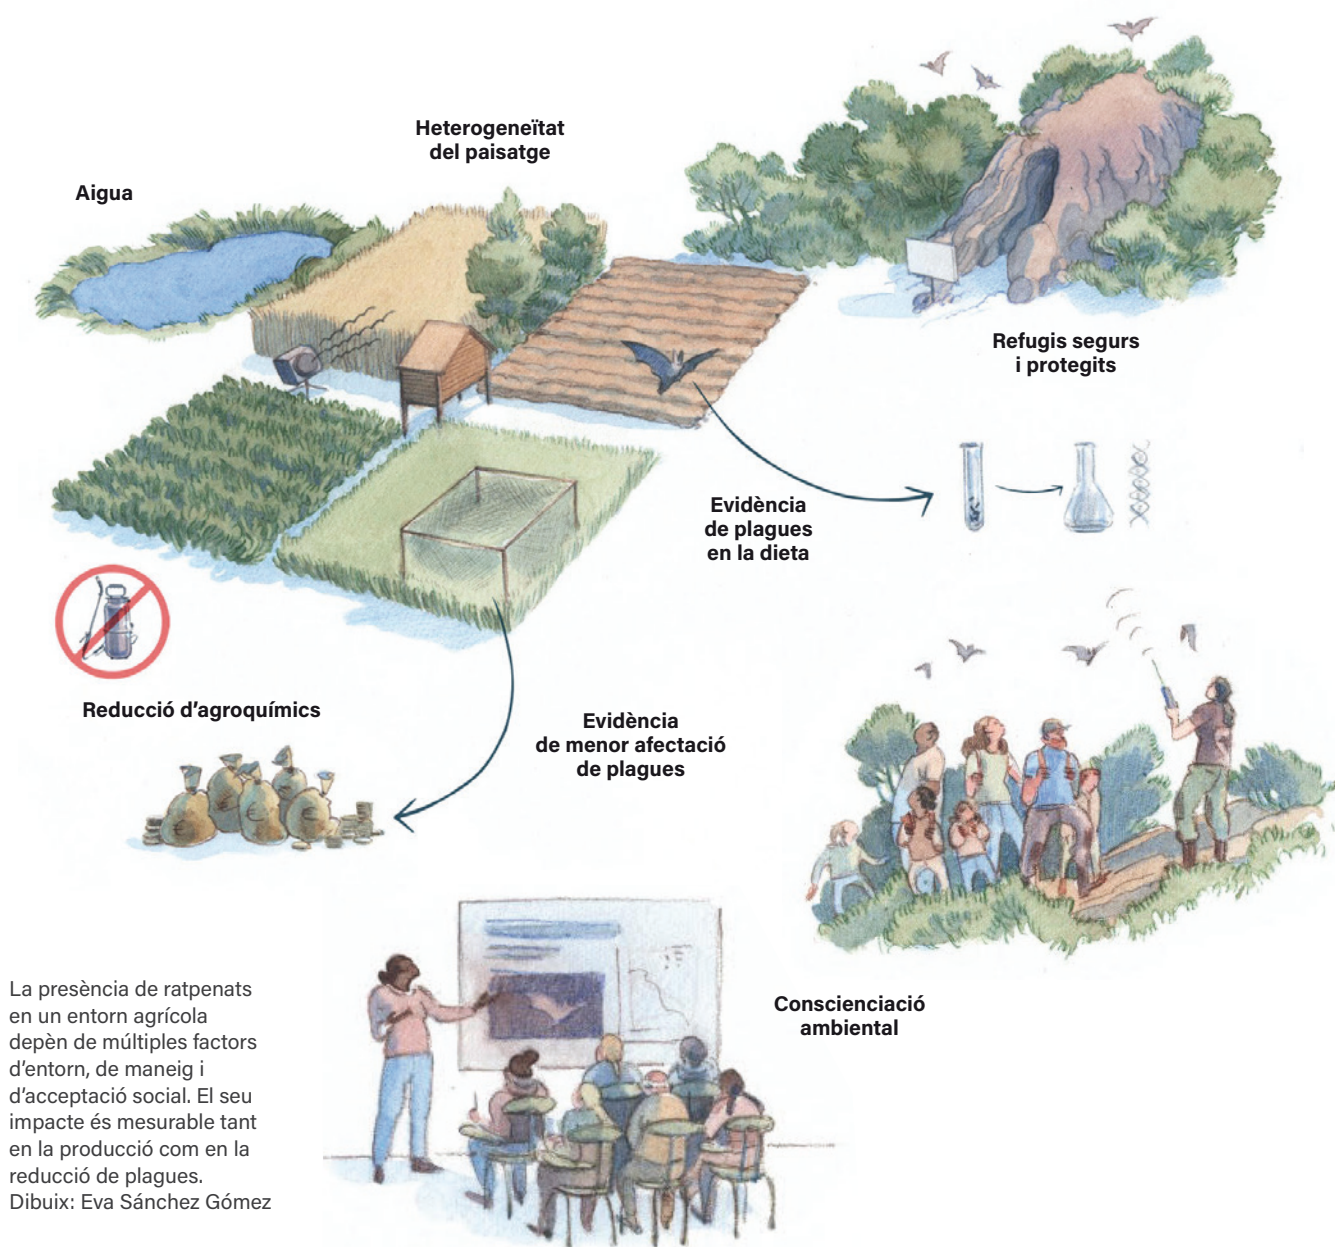 Heterogeneïtat
del paisatge
Aigua
Refugis segurs
i protegits
Evidència
de plagues
en la dieta
Reducció d'agroquímics
Evidència
de menor afectació
de plagues
Conscienciació
ambiental
La presència de ratpenats
en un entorn agrícola
depèn de múltiples factors
d'entorn, de maneig i
d'acceptació social. El seu
impacte és mesurable tant
en la producció com en la
reducció de plagues.
Dibuix: Eva Sánchez Gómez